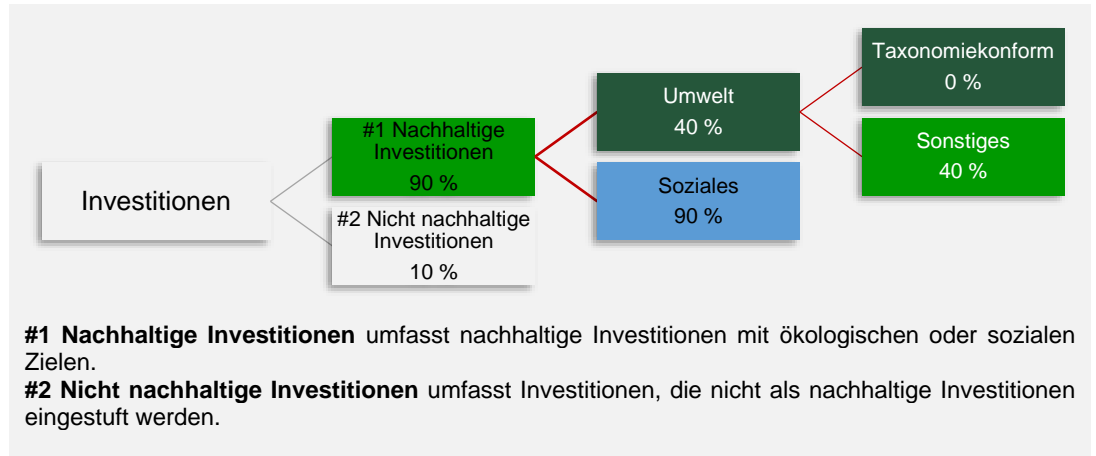 Investitionen
#1 Nachhaltige
Investitionen
90 %
#2 Nicht nachhaltige
Investitionen
10 %
Umwelt
40 %
Soziales
90 %
Taxonomiekonform
0 %
Sonstiges
40 %
#1 Nachhaltige Investitionen umfasst nachhaltige Investitionen mit ökologischen oder sozialen
Zielen.
#2 Nicht nachhaltige Investitionen umfasst Investitionen, die nicht als nachhaltige Investitionen
eingestuft werden.